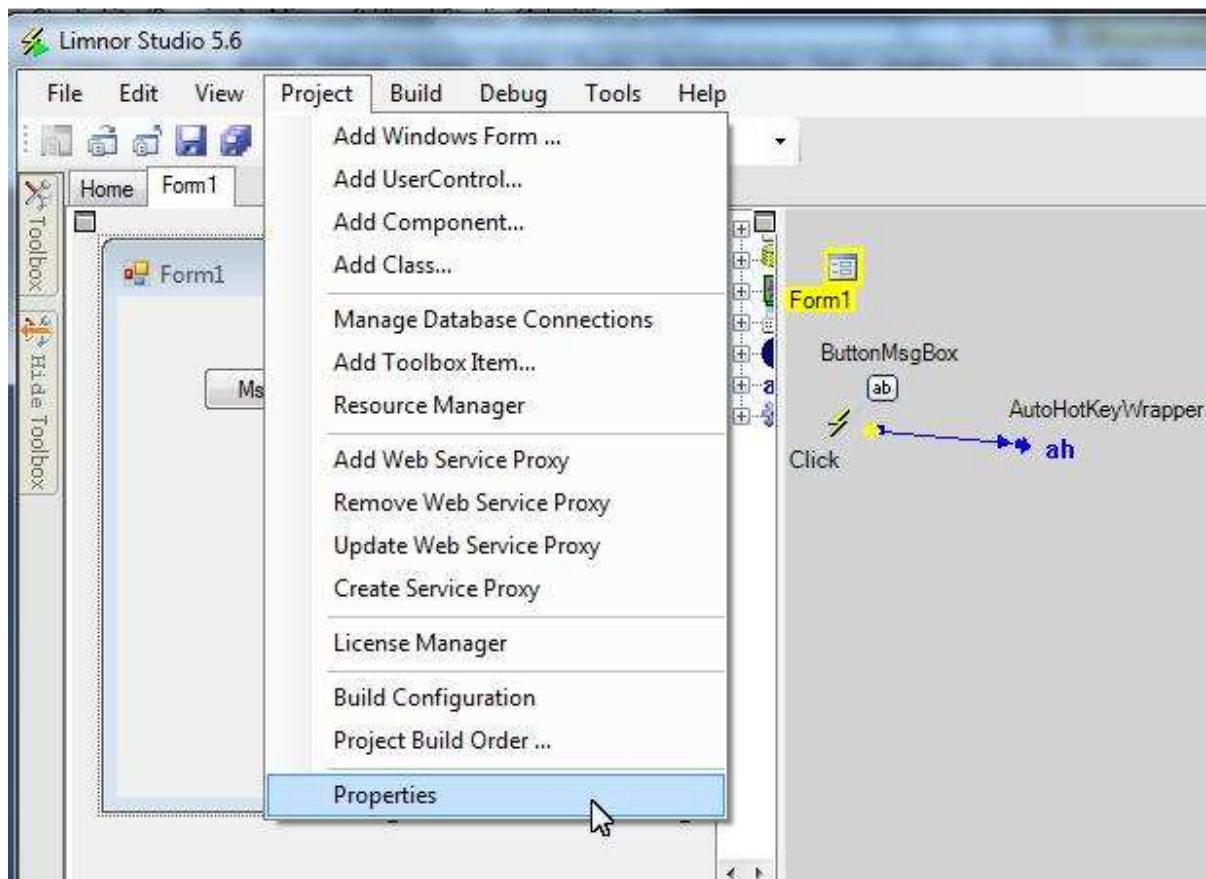 Limnor Studio 5.6
File Edit View Project Build Debug Tools Help
Add Windows Form ...
Add UserControl...
Add Component...
Add Class...
Manage Database Connections
Add Toolbox Item...
Resource Manager
Add Web Service Proxy
Remove Web Service Proxy
Update Web Service Proxy
Create Service Proxy
License Manager
Build Configuration
Project Build Order ...
Properties
Home Form1
Toolbox
Hide Toolbox
Form1
Ms
Form1
ButtonMsgBox
ab
AutoHotKeyWrapper.
Click
ah